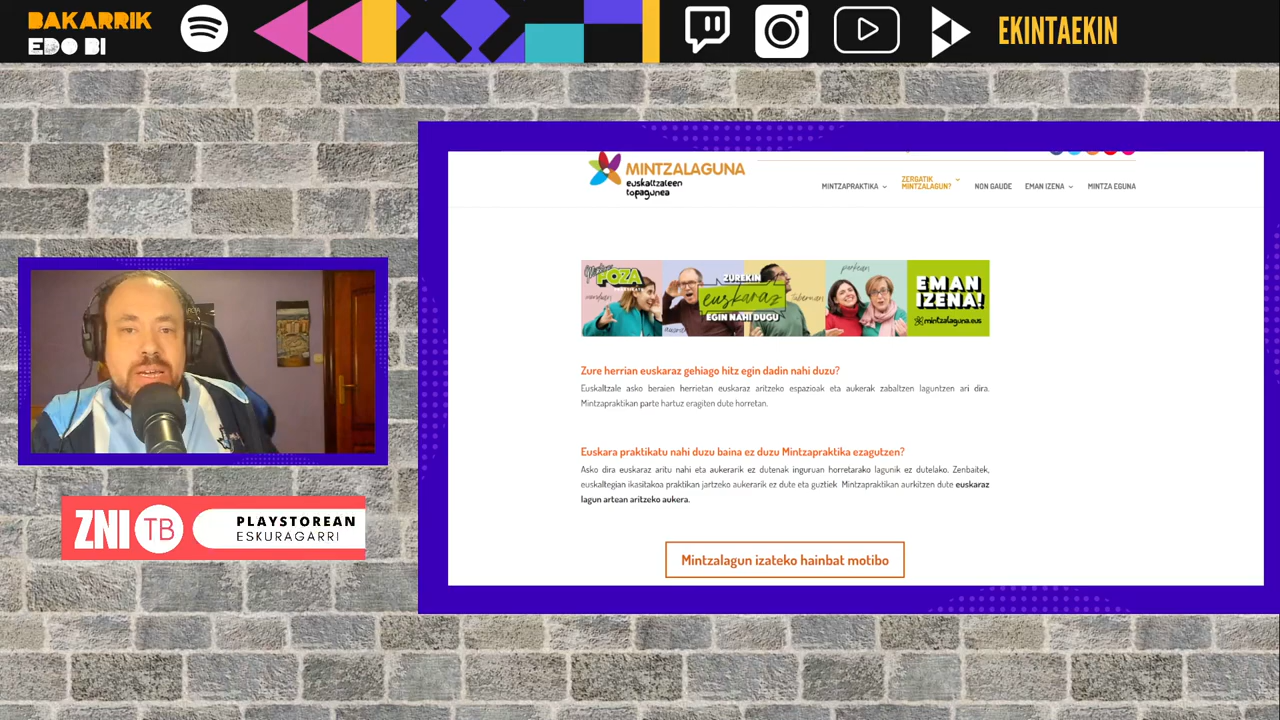 BAKARRIK
EDO BI
EKINTAEKIN
MINTZALAGUNA
euskaltzaleen
topagunea
MINTZAPRAKTIKA
ZERGATIK
MINTZALAGUN?
NON GAUDE
EMAN IZENA
MINTZA EGUNA
POZA
ZUREKIN
euskaraz
EGIN NAHI DUGU
mendian
tabernan
parkean
EMAN
IZENA!
mintzalaguna.eus
Zure herrian euskaraz gehiago hitz egin dadin nahi duzu?
Euskaltzale asko beraien herrietan euskaraz aritzeko espazioak eta aukerak zabaltzen laguntzen ari dira.
Mintzapraktikan parte hartuz eragiten dute horretan.
Euskara praktikatu nahi duzu baina ez duzu Mintzapraktika ezagutzen?
Asko dira euskaraz aritu nahi eta aukerarik ez dutenak inguruan horretarako lagunik ez dutelako. Zenbaitek,
euskaltegian ikasitakoa praktikan jartzeko aukerarik ez dute eta guztiek Mintzapraktikan aurkitzen dute euskaraz
lagun artean aritzeko aukera.
Mintzalagun izateko hainbat motibo
ZNI TB
PLAYSTOREAN
ESKURAGARRI